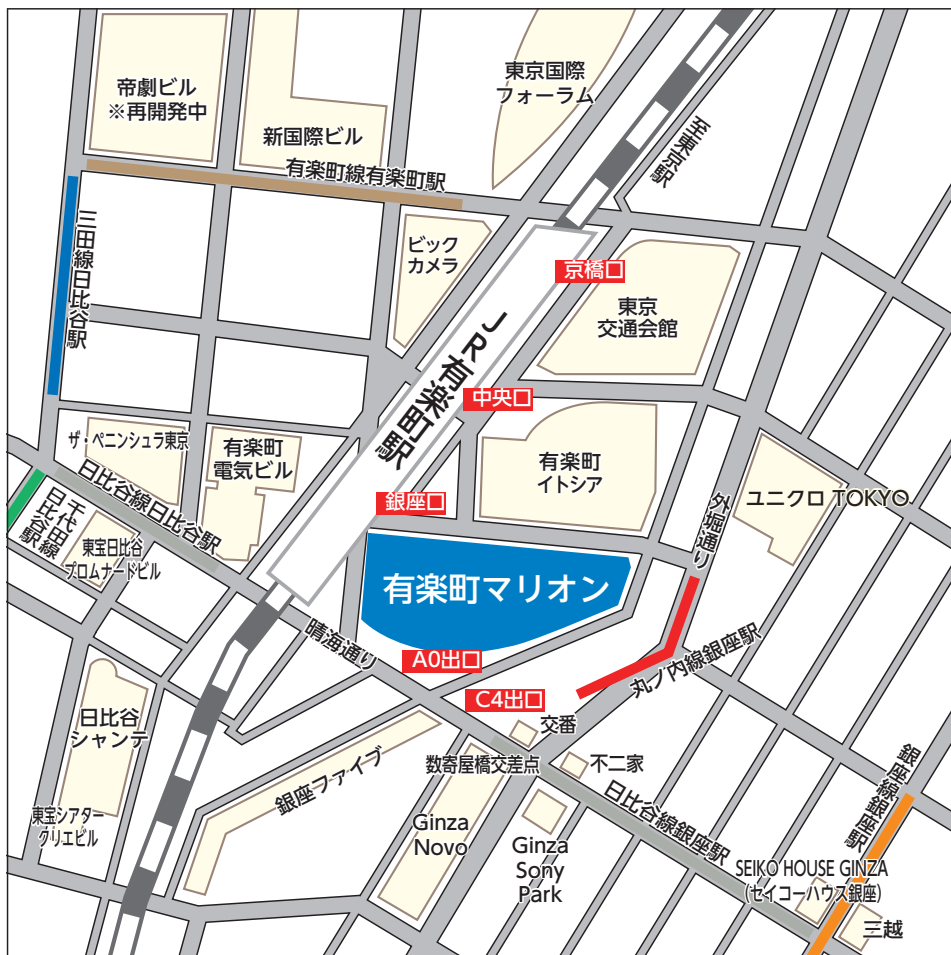 帝劇ビル
※再開発中
新国際ビル
東京国際
フォーラム
至東京駅
有楽町線有楽町駅
三田線日比谷駅
ビック
カメラ
京橋口
東京
交通会館
JR有楽町駅
中央口
ザ・ペニンシュラ東京
有楽町
電気ビル
有楽町
イトシア
銀座口
ユニクロ TOKYO
外堀通り
日比谷線日比谷駅
千代田線
日比谷駅
東宝日比谷
プロムナードビル
有楽町マリオン
晴海通り
A0出口
丸ノ内線銀座駅
C4出口
交番
日比谷
シャンテ
数寄屋橋交差点
不二家
銀座ファイブ
日比谷線銀座駅
銀座線銀座駅
東宝シアター
クリエビル
Ginza
Novo
Ginza
Sony
Park
SEIKO HOUSE GINZA
(セイコーハウス銀座)
三越